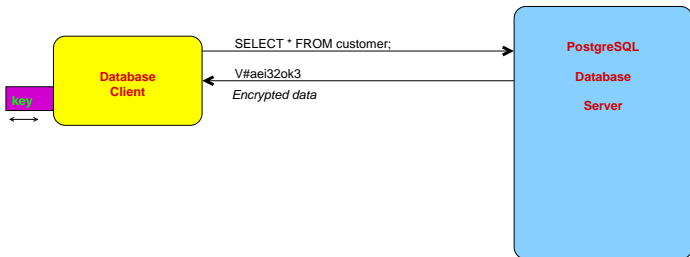 SELECT * FROM customer;
V#aei32ok3
Encrypted data
Database
Client
key
PostgreSQL
Database
Server